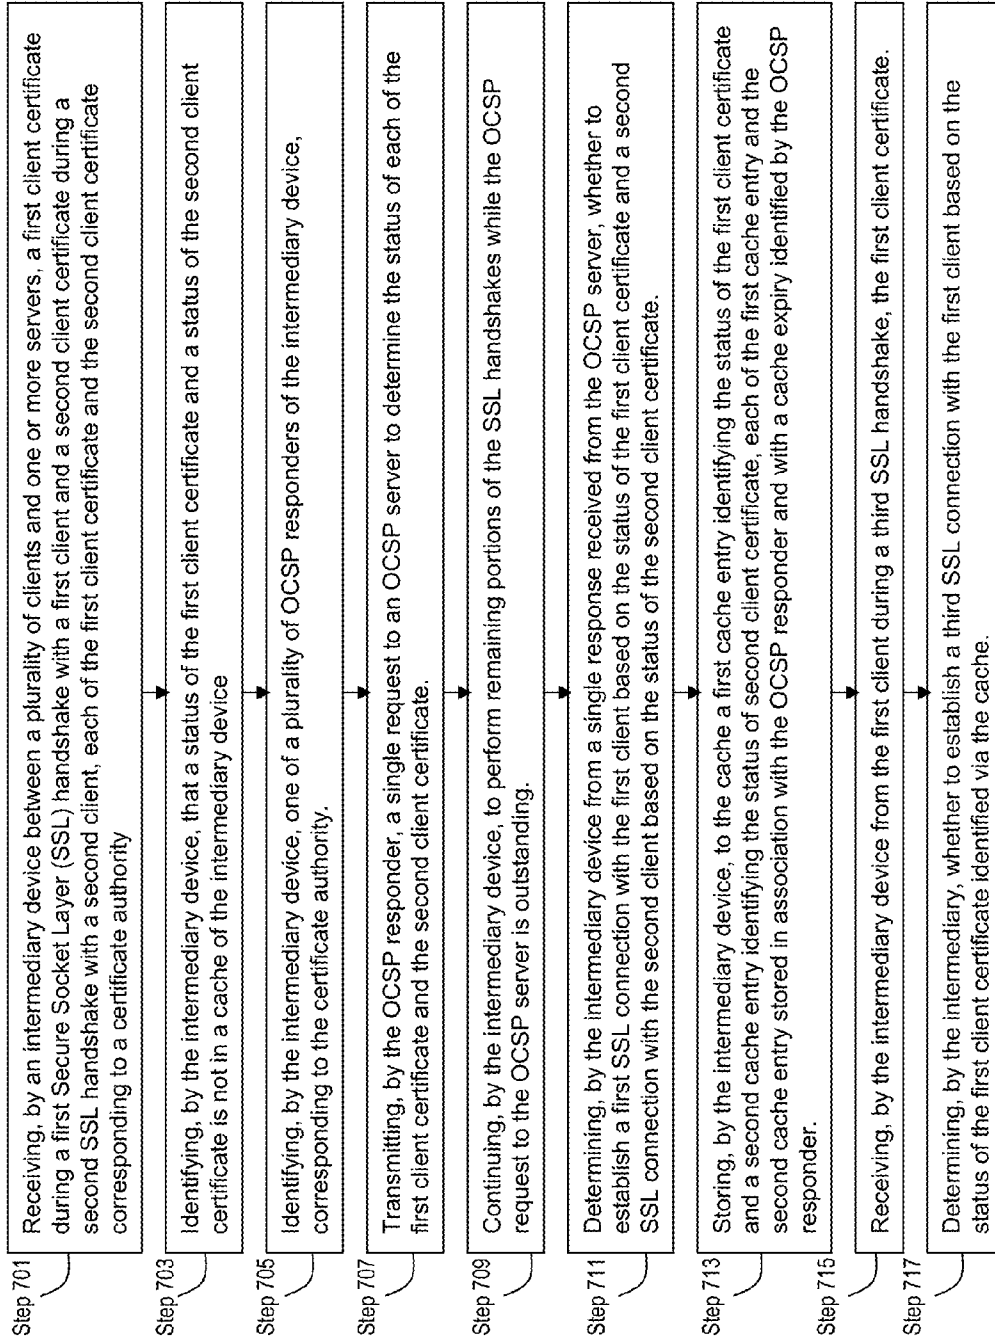 Step 701
Receiving, by an intermediary device between a plurality of clients and one or more servers, a first client certificate
during a first Secure Socket Layer (SSL) handshake with a first client and a second client certificate during a
second SSL handshake with a second client, each of the first client certificate and the second client certificate
corresponding to a certificate authority
Step 703
Identifying, by the intermediary device, that a status of the first client certificate and a status of the second client
certificate is not in a cache of the intermediary device
Step 705
Identifying, by the intermediary device, one of a plurality of OCSP responders of the intermediary device,
corresponding to the certificate authority.
Step 707
Transmitting, by the OCSP responder, a single request to an OCSP server to determine the status of each of the
first client certificate and the second client certificate.
Step 709
Continuing, by the intermediary device, to perform remaining portions of the SSL handshakes while the OCSP
request to the OCSP server is outstanding.
Step 711
Determining, by the intermediary device from a single response received from the OCSP server, whether to
establish a first SSL connection with the first client based on the status of the first client certificate and a second
SSL connection with the second client based on the status of the second client certificate.
Step 713
Storing, by the intermediary device, to the cache a first cache entry identifying the status of the first client certificate
and a second cache entry identifying the status of second client certificate, each of the first cache entry and the
second cache entry stored in association with the OCSP responder and with a cache expiry identified by the OCSP
responder.
Step 715
Receiving, by the intermediary device from the first client during a third SSL handshake, the first client certificate.
Step 717
Determining, by the intermediary, whether to establish a third SSL connection with the first client based on the
status of the first client certificate identified via the cache.